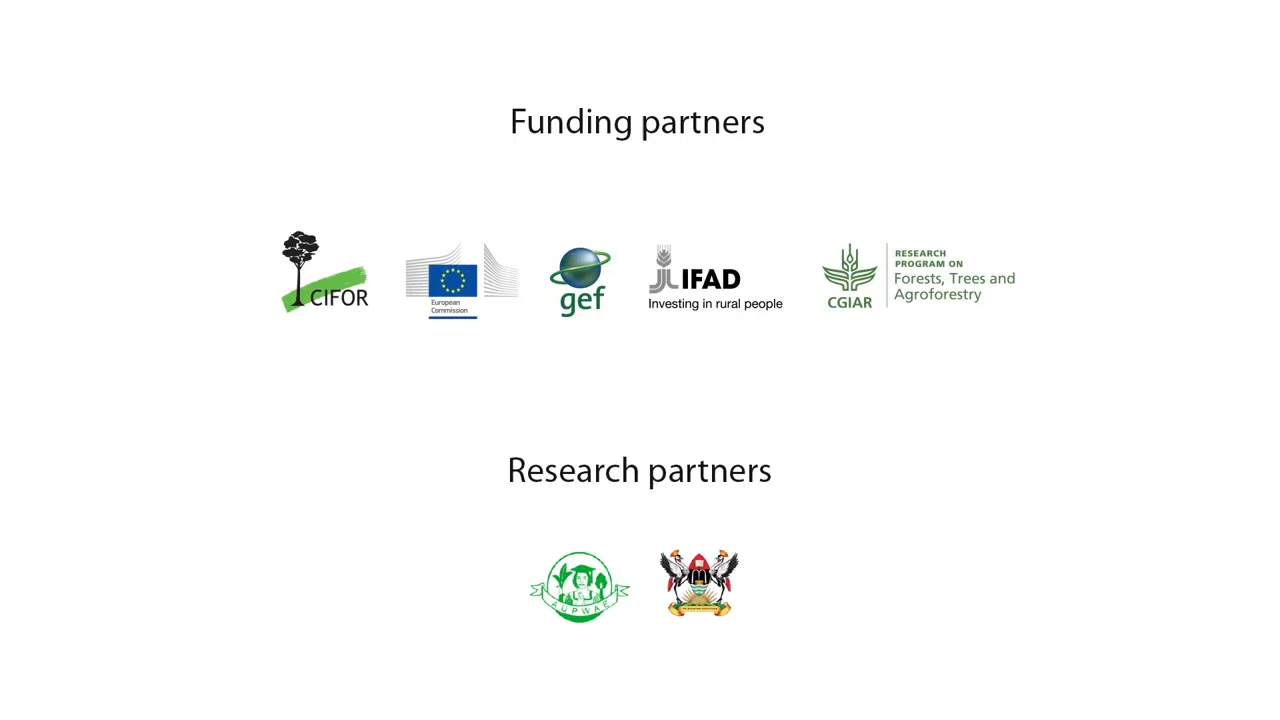 Funding partners
CIFOR
European
Commission
gef
IFAD
Investing in rural people
CGIAR
RESEARCH
PROGRAM ON
Forests, Trees and
Agroforestry
Research partners
AUPWAE